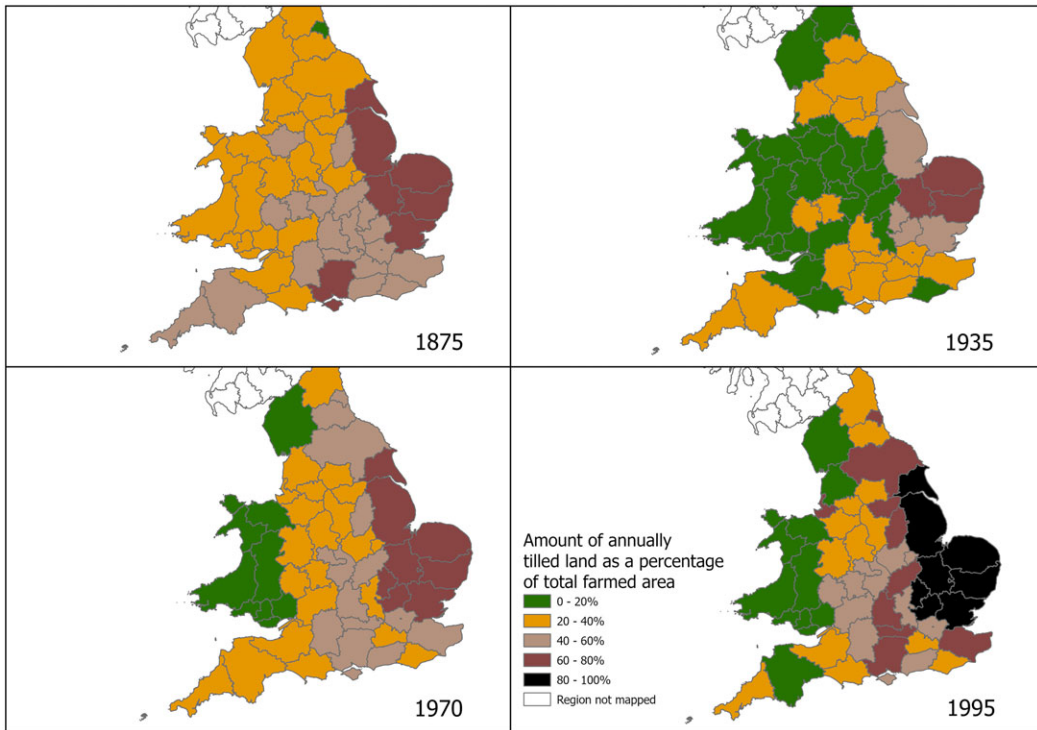 1875
1935
1970
Amount of annually
tilled land as a percentage
of total farmed area
0 - 20%
20 - 40%
40 - 60%
60 - 80%
80 - 100%
Region not mapped
1995